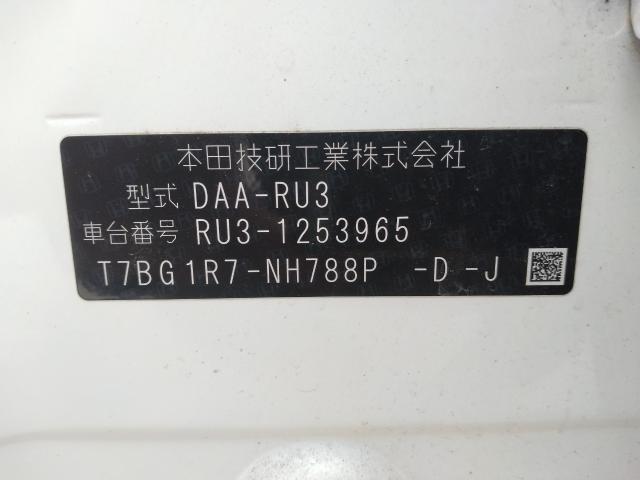 本田技研工業株式会社
型式 DAA-RU3
車台番号 RU3-1253965
T7BG1R7-NH788P -D -J